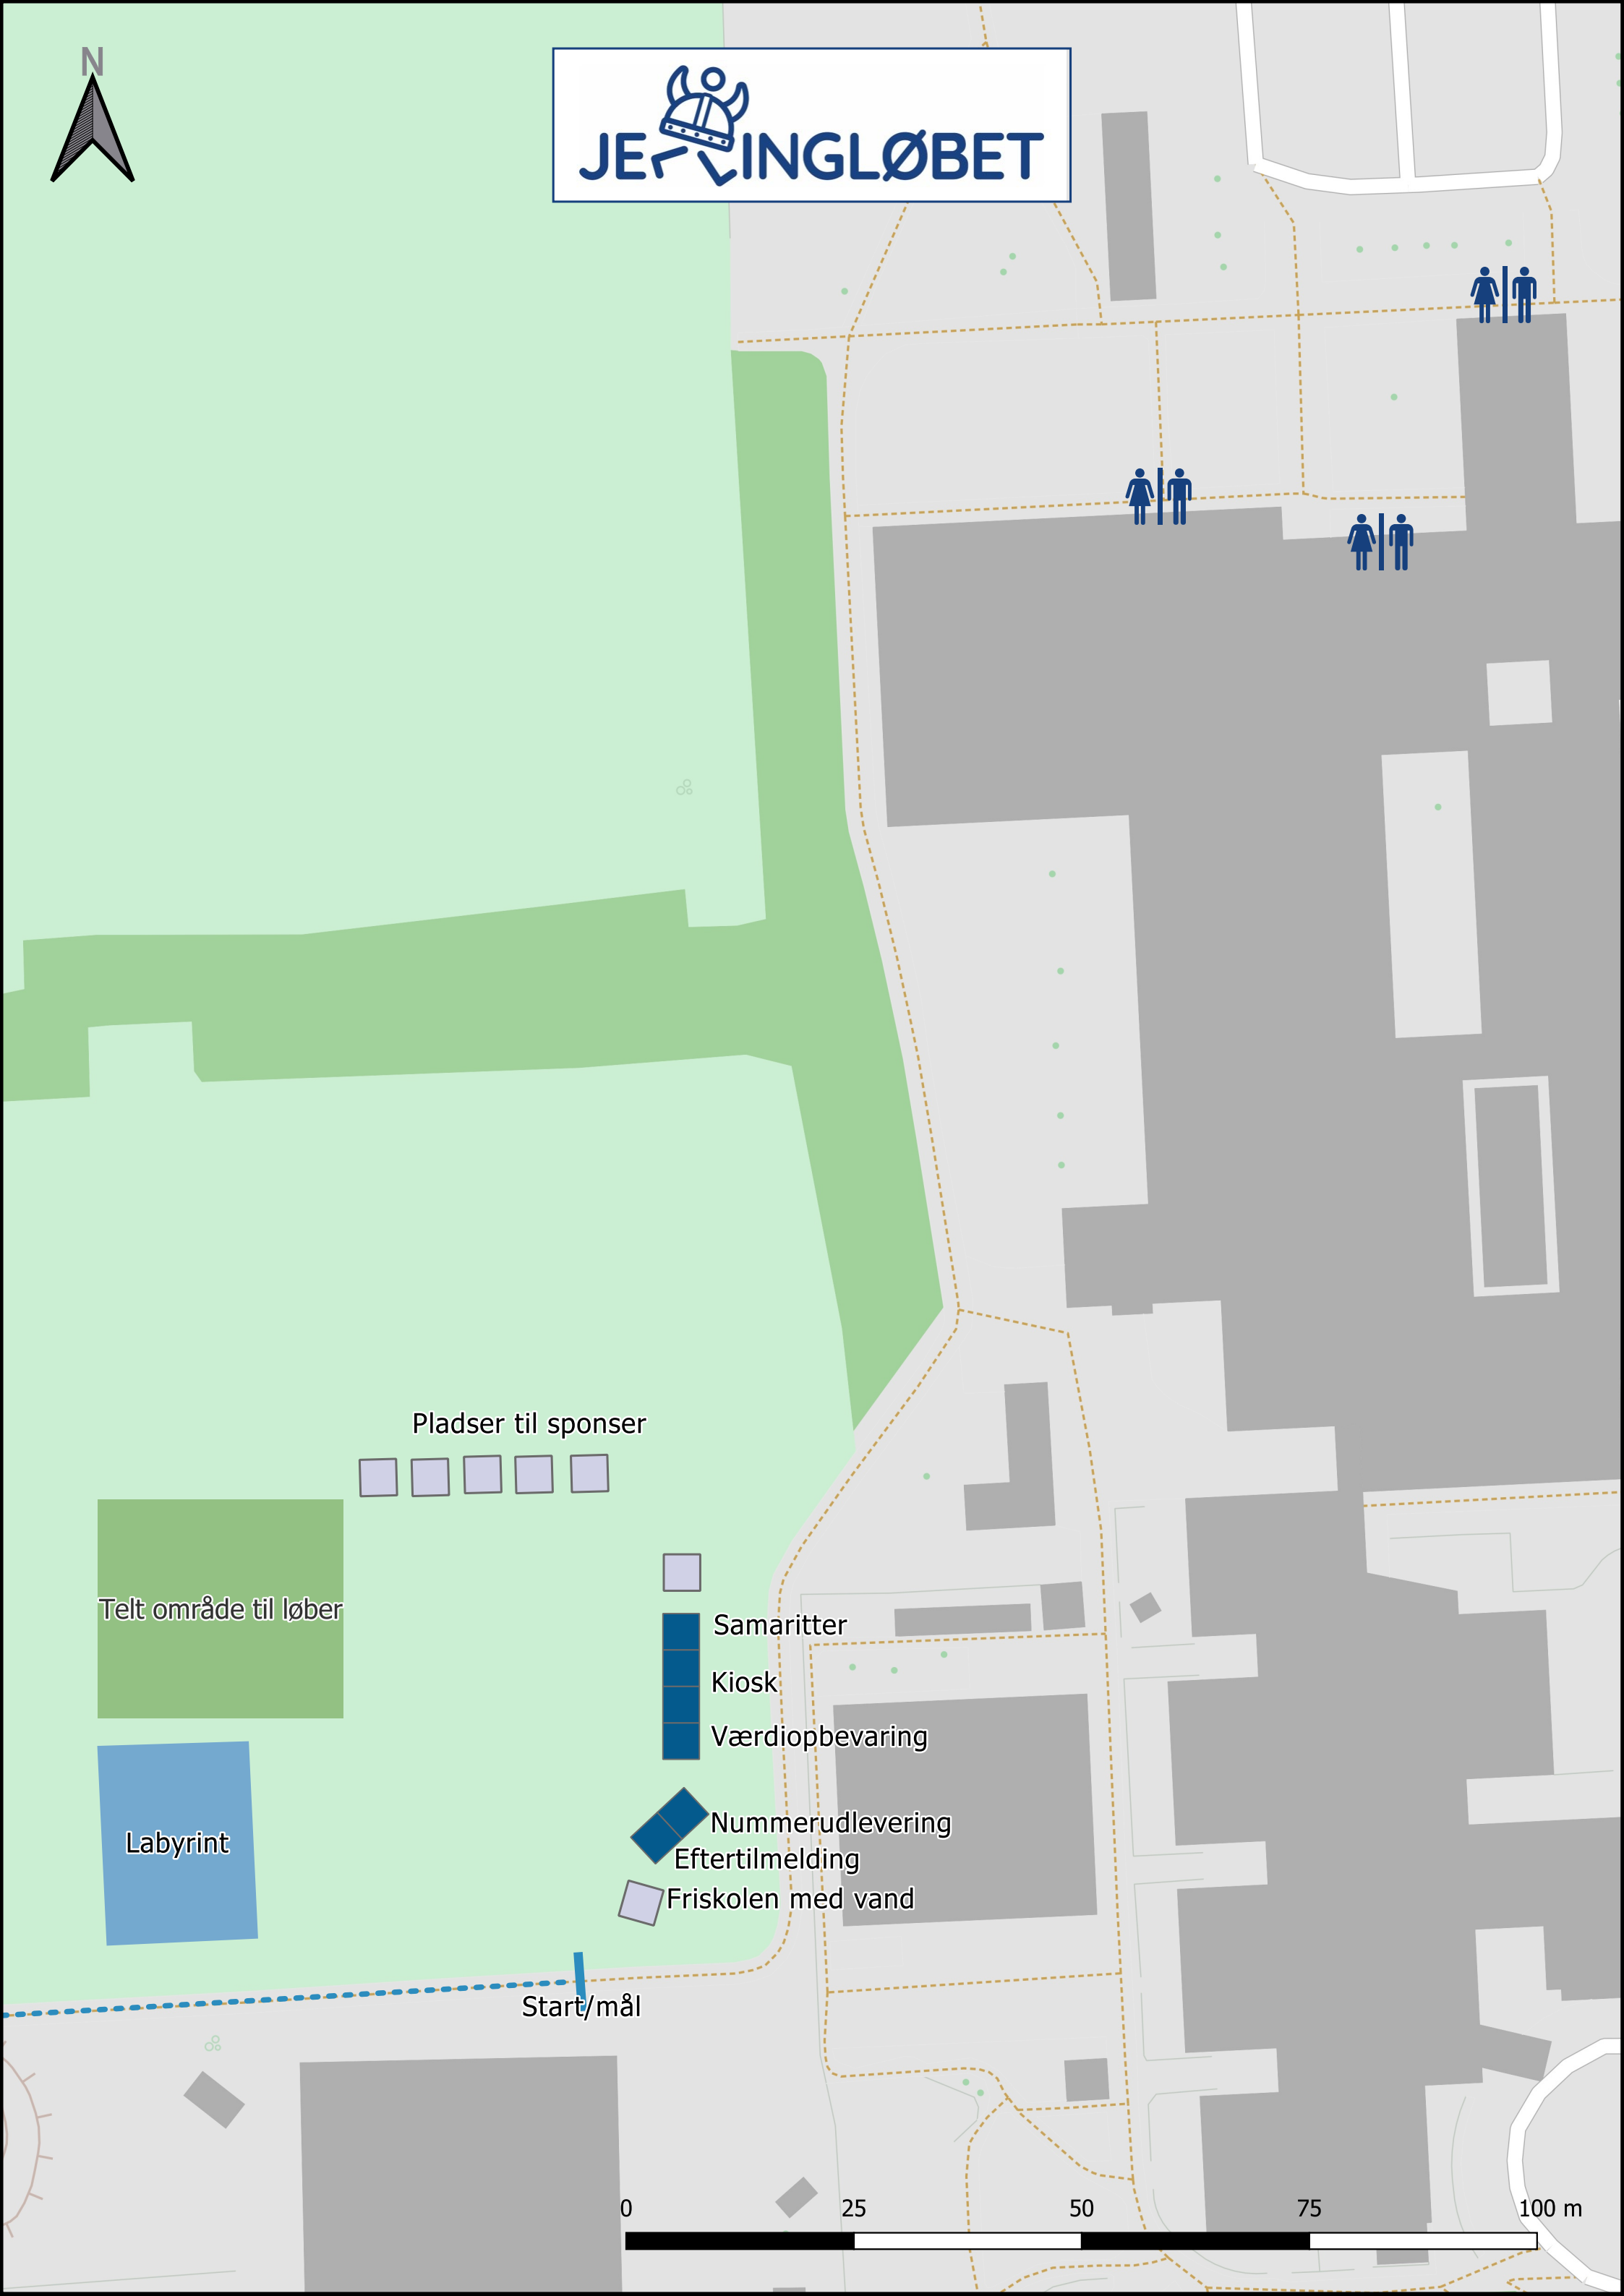 N
JELLINGLØBET
Pladser til sponser
Telt område til løber
Samaritter
Kiosk
Værdiopbevaring
Labyrint
Nummerudlevering
Eftertilmelding
Friskolen med vand
Start/mål
0 25 50 75 100 m